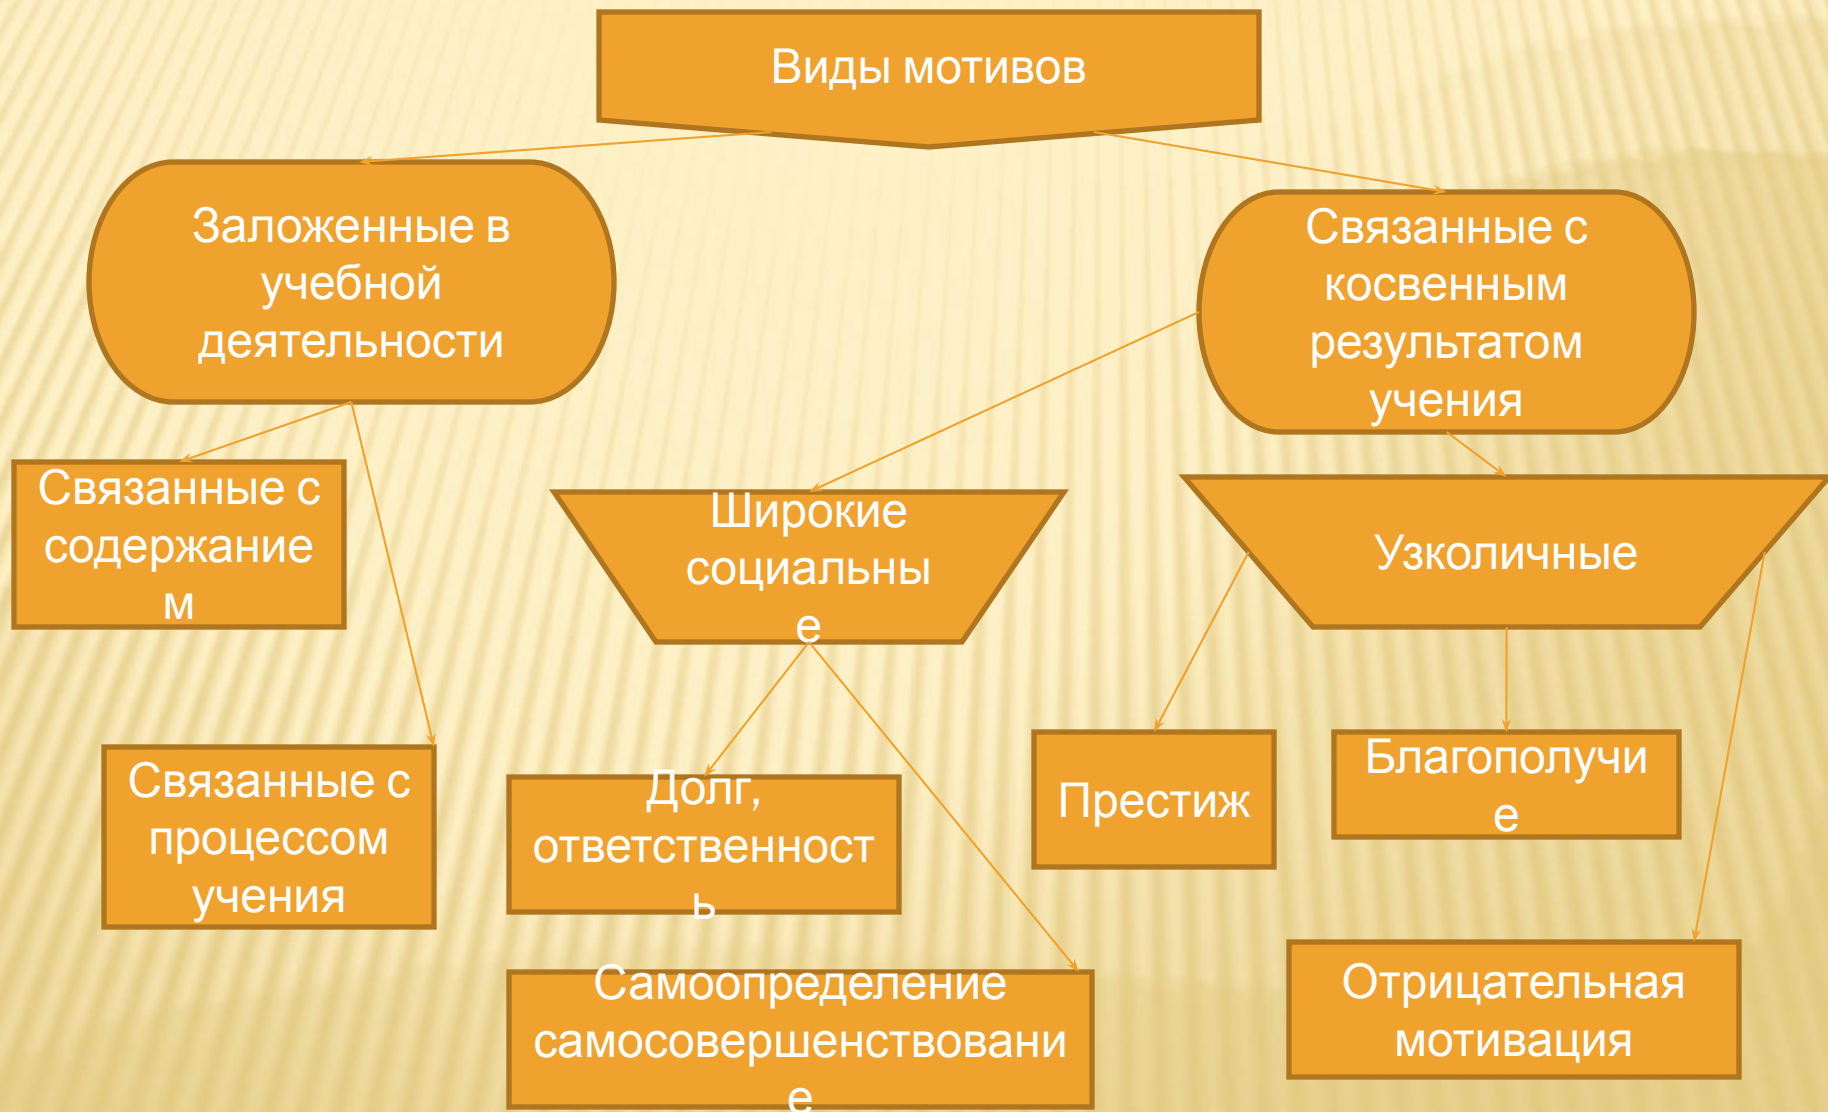 Виды мотивов
Заложенные в
учебной
деятельности
Связанные с
косвенным
результатом
учения
Связанные с
содержание
м
Широкие
социальны
е
Узколичные
Связанные с
процессом
учения
Долг,
ответственност
ь
Престиж
Благополучи
е
Самоопределение
самосовершенствовани
е
Отрицательная
мотивация